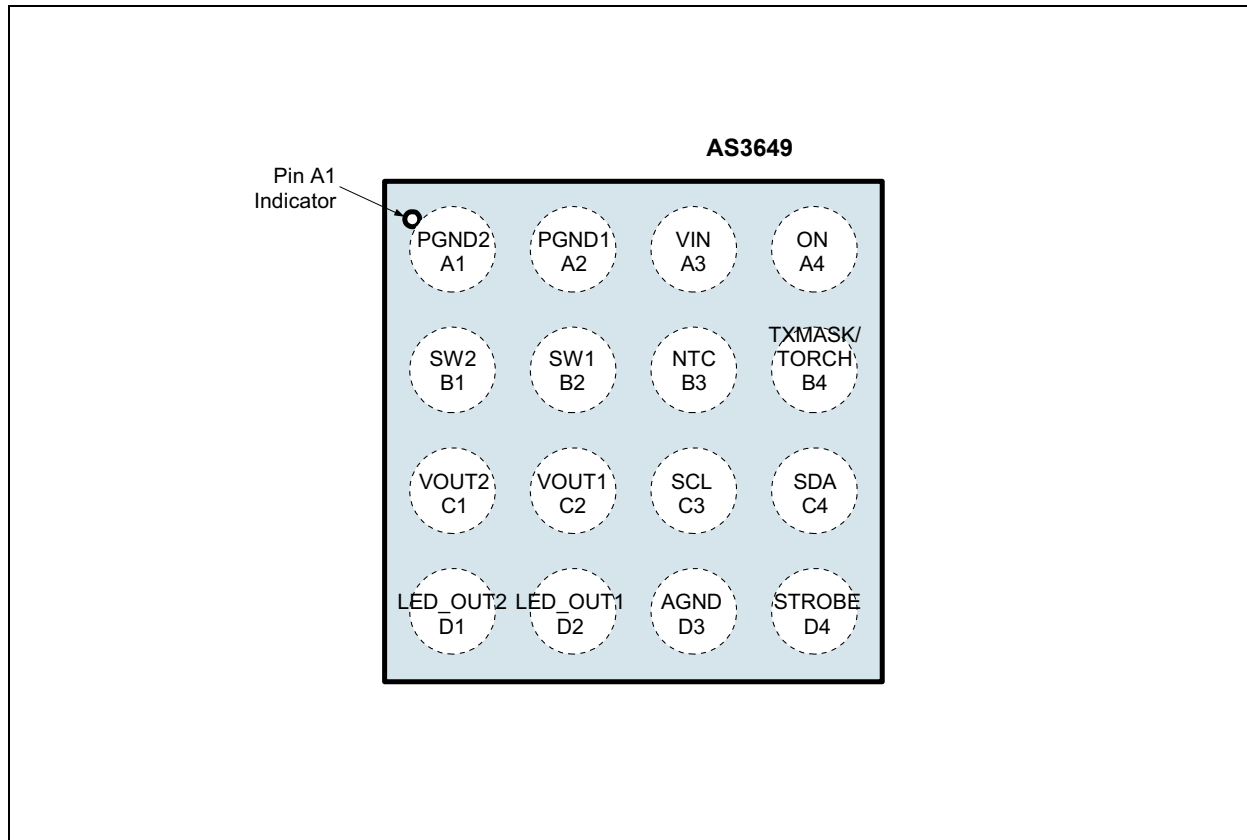 AS3649
Pin A1
Indicator
PGND2
A1
PGND1
A2
VIN
A3
ON
A4
SW2
B1
SW1
B2
NTC
B3
TXMASK/
TORCH
B4
VOUT2
C1
VOUT1
C2
SCL
C3
SDA
C4
LED_OUT2
D1
LED_OUT1
D2
AGND
D3
STROBE
D4